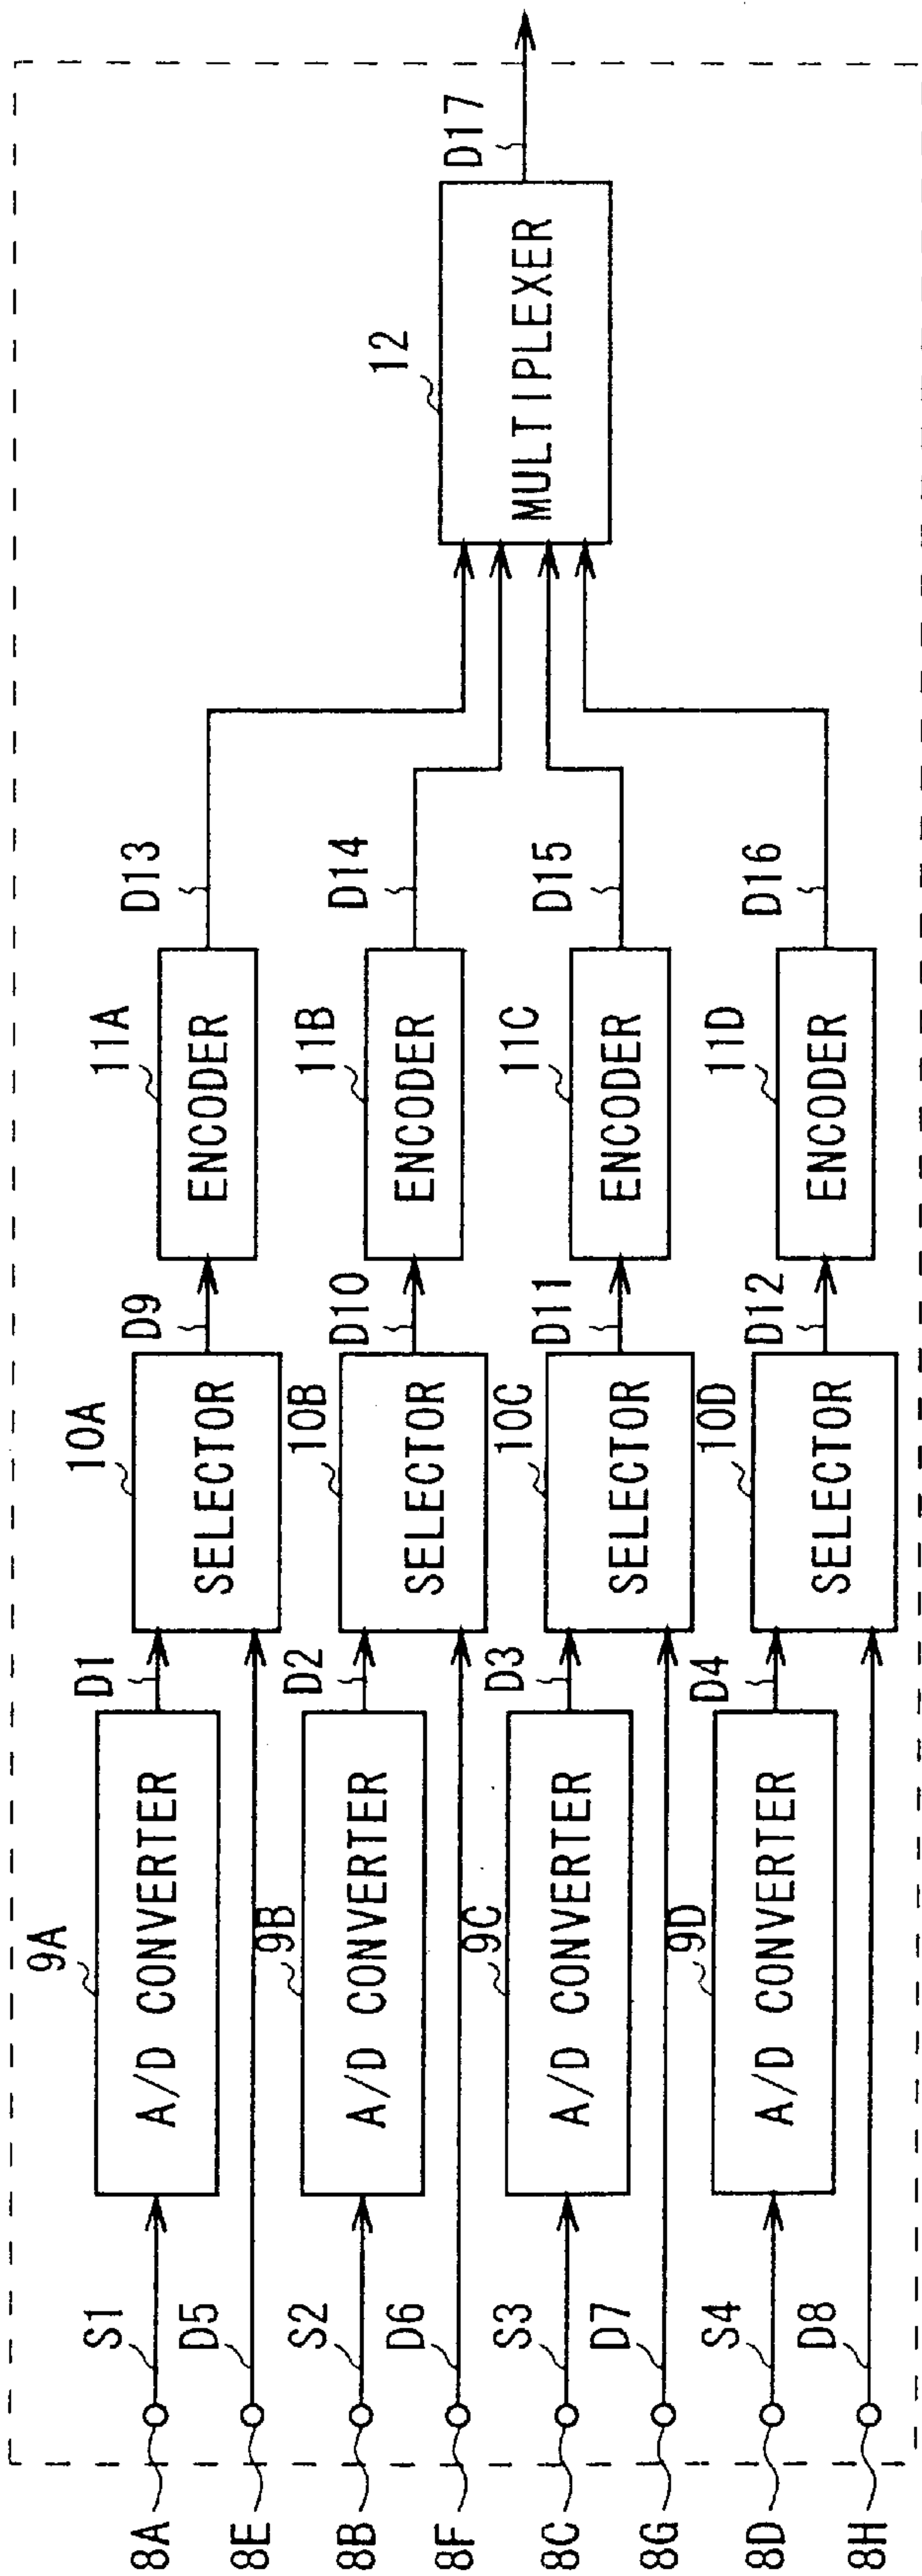 8A
S1
9A
A/D CONVERTER
D1
10A
SELECTOR
D9
11A
ENCODER
D13
8E
D5
8B
S2
9B
A/D CONVERTER
D2
10B
SELECTOR
D10
11B
ENCODER
D14
8F
D6
12
MULTIPLEXER
D17
8C
S3
9C
A/D CONVERTER
D3
10C
SELECTOR
D11
11C
ENCODER
D15
8G
D7
8D
S4
9D
A/D CONVERTER
D4
10D
SELECTOR
D12
11D
ENCODER
D16
8H
D8